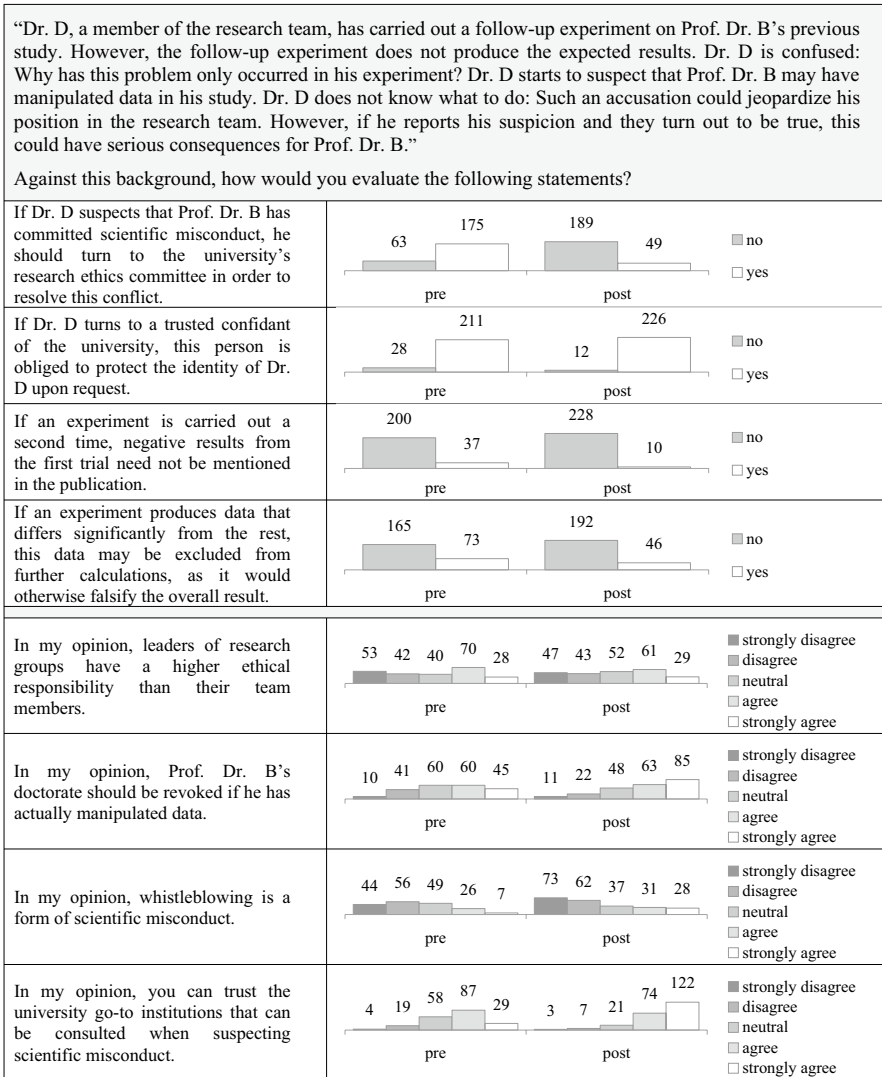 “Dr. D, a member of the research team, has carried out a follow-up experiment on Prof. Dr. B’s previous
study. However, the follow-up experiment does not produce the expected results. Dr. D is confused:
Why has this problem only occurred in his experiment? Dr. D starts to suspect that Prof. Dr. B may have
manipulated data in his study. Dr. D does not know what to do: Such an accusation could jeopardize his
position in the research team. However, if he reports his suspicion and they turn out to be true, this
could have serious consequences for Prof. Dr. B.”
Against this background, how would you evaluate the following statements?
If Dr. D suspects that Prof. Dr. B has
committed scientific misconduct, he
should turn to the university’s
research ethics committee in order to
resolve this conflict.
63 175 189 49
pre post
no
yes
If Dr. D turns to a trusted confidant
of the university, this person is
obliged to protect the identity of Dr.
D upon request.
28 211 12 226
pre post
no
yes
If an experiment is carried out a
second time, negative results from
the first trial need not be mentioned
in the publication.
200 37 228 10
pre post
no
yes
If an experiment produces data that
differs significantly from the rest,
this data may be excluded from
further calculations, as it would
otherwise falsify the overall result.
165 73 192 46
pre post
no
yes
In my opinion, leaders of research
groups have a higher ethical
responsibility than their team
members.
53 42 40 70 28 47 43 52 61 29
pre post
strongly disagree
disagree
neutral
agree
strongly agree
In my opinion, Prof. Dr. B’s
doctorate should be revoked if he has
actually manipulated data.
10 41 60 60 45 11 22 48 63 85
pre post
strongly disagree
disagree
neutral
agree
strongly agree
In my opinion, whistleblowing is a
form of scientific misconduct.
44 56 49 26 7 73 62 37 31 28
pre post
strongly disagree
disagree
neutral
agree
strongly agree
In my opinion, you can trust the
university go-to institutions that can
be consulted when suspecting
scientific misconduct.
4 19 58 87 29 3 7 21 74 122
pre post
strongly disagree
disagree
neutral
agree
strongly agree